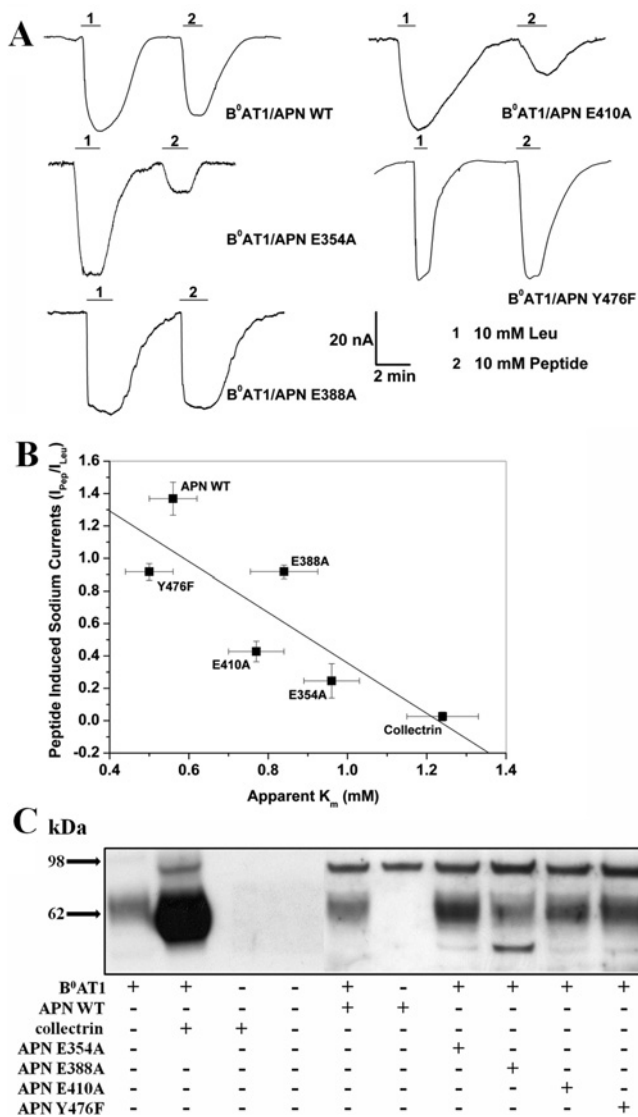 A
1 2
1 2
B⁰AT1/APN WT
B⁰AT1/APN E410A
1 2
1 2
B⁰AT1/APN E354A
B⁰AT1/APN Y476F
1 2
B⁰AT1/APN E388A
20 nA
2 min
1 10 mM Leu
2 10 mM Peptide
B
Peptide Induced Sodium Currents (I_Pep/I_Leu)
1.6
1.4
1.2
1.0
0.8
0.6
0.4
0.2
0.0
-0.2
APN WT
E388A
Y476F
E410A
E354A
Collectrin
0.4 0.6 0.8 1.0 1.2 1.4
Apparent K_m (mM)
C kDa
98
62
B⁰AT1 + + - - + - + + + +
APN WT - - - - + + - - - -
collectrin - + + - - - - - - -
APN E354A - - - - - - + - - -
APN E388A - - - - - - - + - -
APN E410A - - - - - - - - + -
APN Y476F - - - - - - - - - +